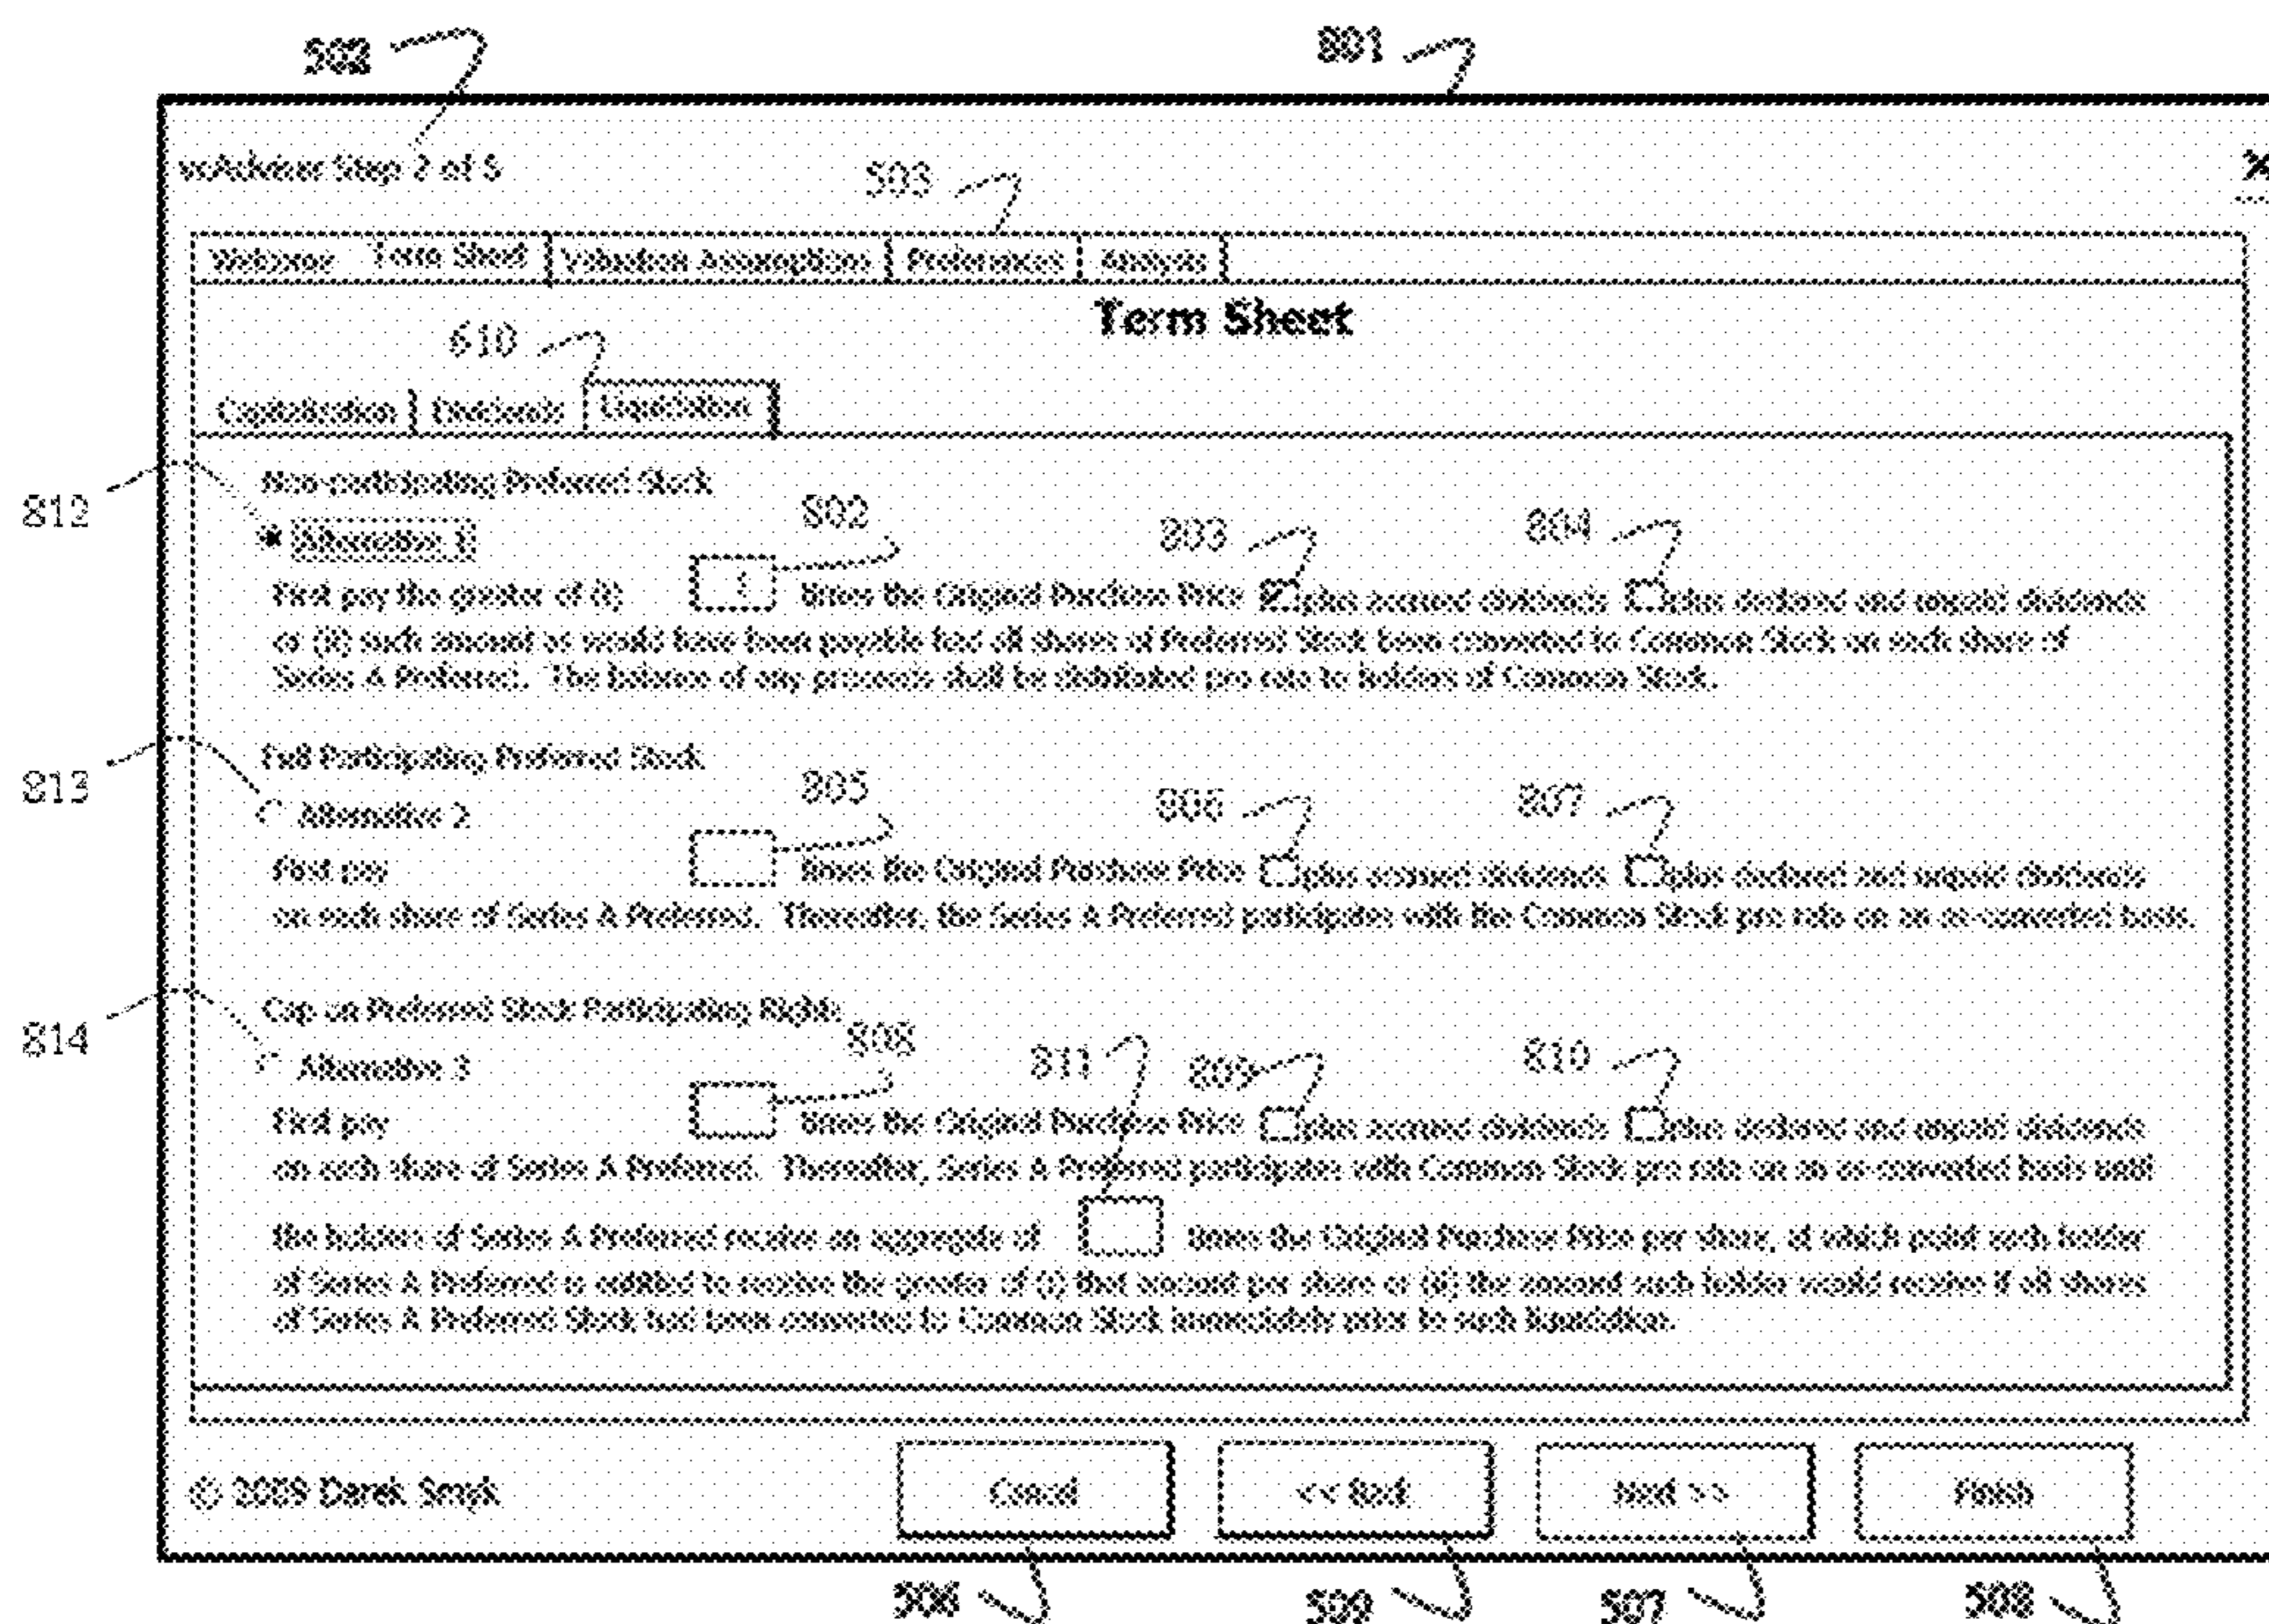 502 801
vcAdviser Step 2 of 5
503
Welcome Term Sheet Valuation Assumptions Preferences Analysis
Term Sheet
610
Capitalization Dividends Liquidation
812
Non-participating Preferred Stock
802 803 804
Alternative 1
First pay the greater of (i) 1 times the Original Purchase Price plus accrued dividends plus declared and unpaid dividends
or (ii) such amount as would have been payable had all shares of Preferred Stock been converted to Common Stock on each share of
Series A Preferred. The balance of any proceeds shall be distributed pro rata to holders of Common Stock.
813
Full Participating Preferred Stock
805 806 807
Alternative 2
First pay times the Original Purchase Price plus accrued dividends plus declared and unpaid dividends
on each share of Series A Preferred. Thereafter, the Series A Preferred participates with the Common Stock pro rata on an as-converted basis.
814
Cap on Preferred Stock Participating Rights
808 811 809 810
Alternative 3
First pay times the Original Purchase Price plus accrued dividends plus declared and unpaid dividends
on each share of Series A Preferred. Thereafter, Series A Preferred participates with Common Stock pro rata on an as-converted basis until
the holders of Series A Preferred receive an aggregate of times the Original Purchase Price per share, at which point each holder
of Series A Preferred is entitled to receive the greater of (i) that amount per share or (ii) the amount such holder would receive if all shares
of Series A Preferred Stock had been converted to Common Stock immediately prior to such liquidation.
© 2009 Darek Smyk Cancel << Back Next >> Finish
506 509 507 508